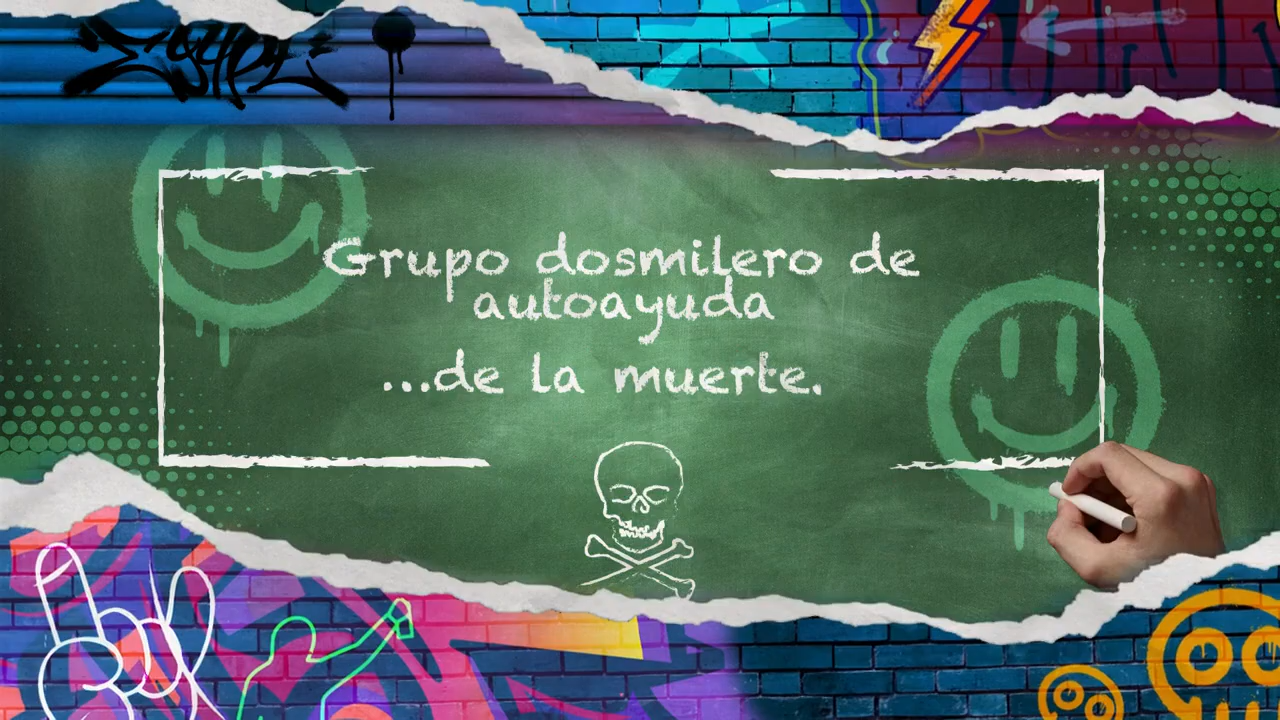 Grupo dosmilero de
autoayuda
...de la muerte.